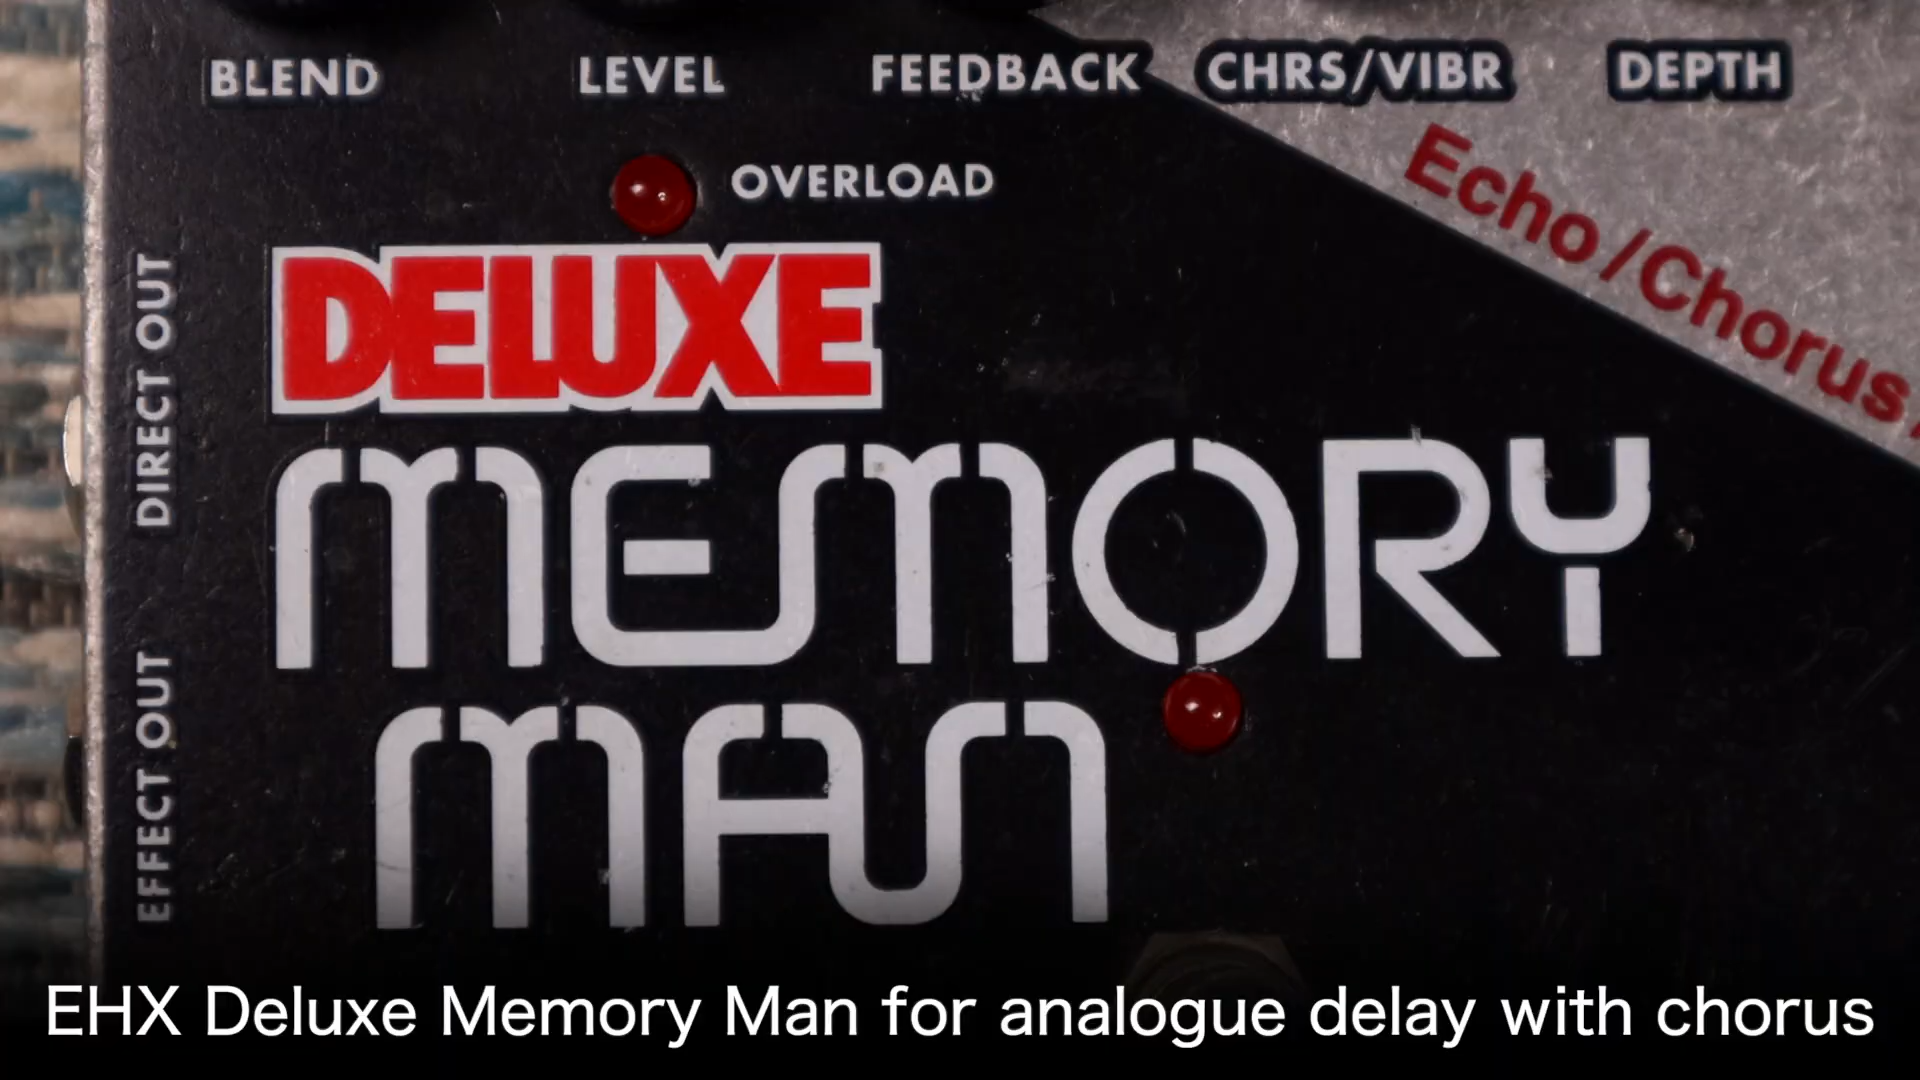 BLEND LEVEL FEEDBACK CHRS/VIBR DEPTH
OVERLOAD
Echo/Chorus
DIRECT OUT
DELUXE
MEMORY
MAN
EFFECT OUT
EHX Deluxe Memory Man for analogue delay with chorus